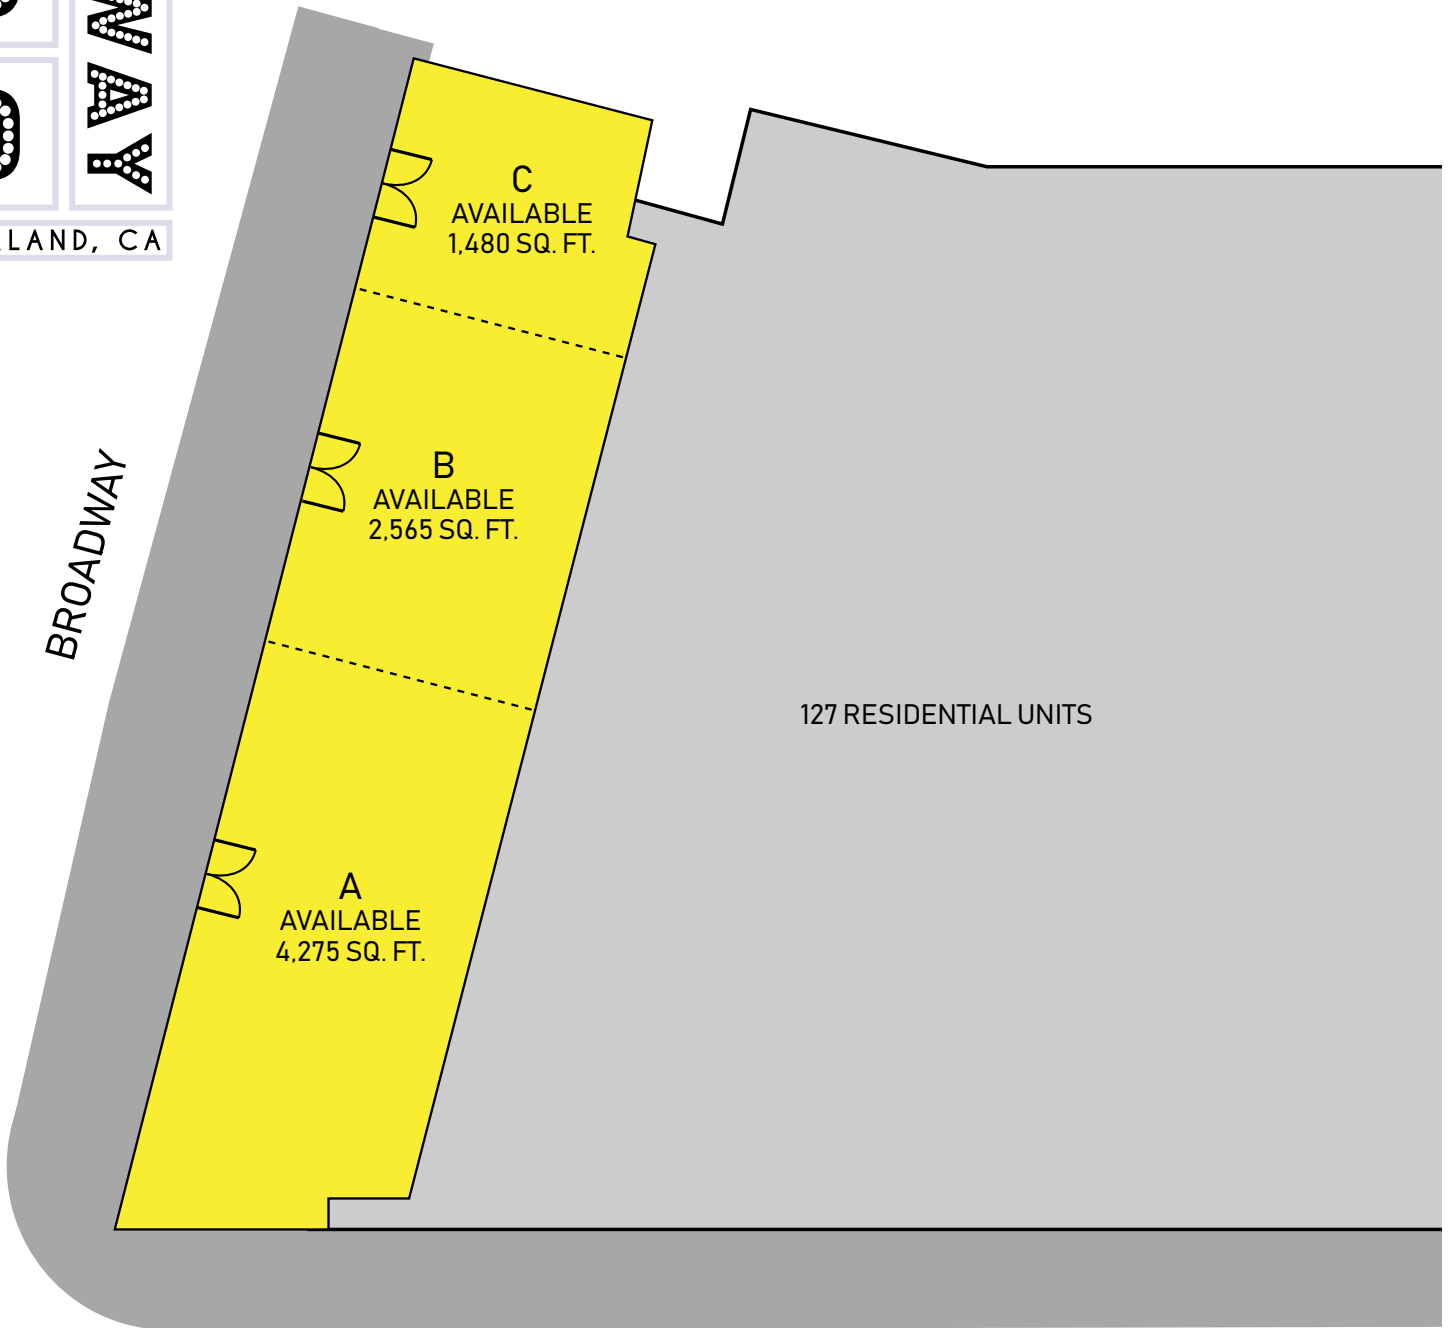 WAY
LAND, CA
C
AVAILABLE
1,480 SQ. FT.
B
AVAILABLE
2,565 SQ. FT.
BROADWAY
127 RESIDENTIAL UNITS
A
AVAILABLE
4,275 SQ. FT.